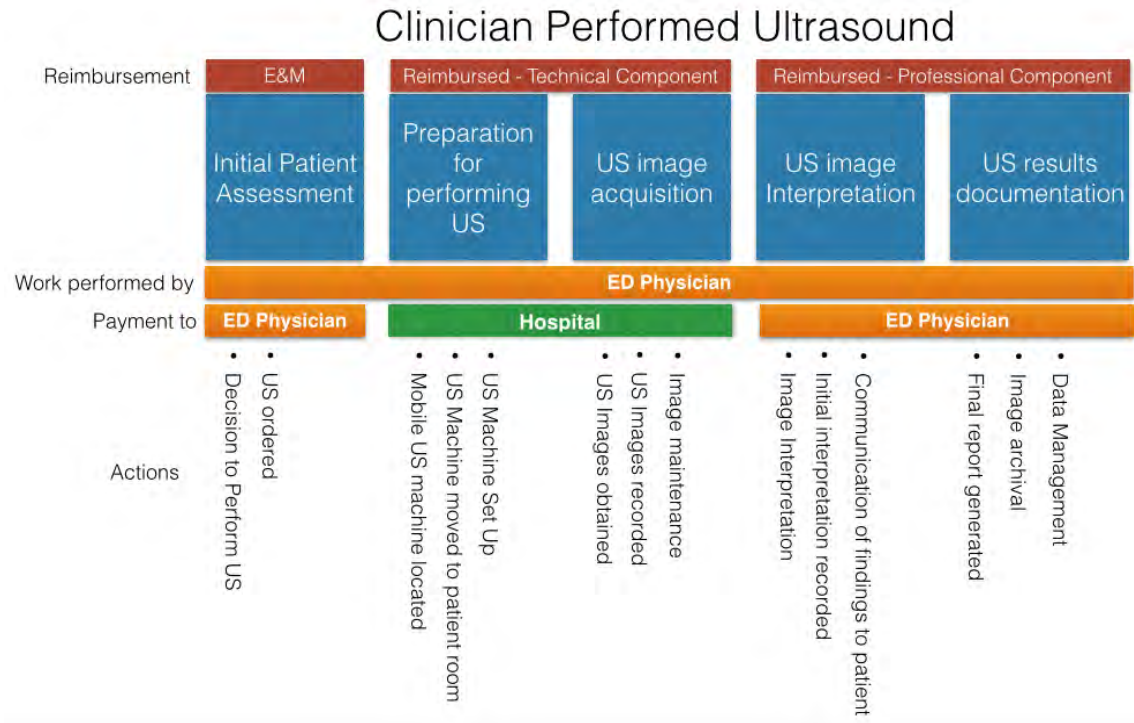 Clinician Performed Ultrasound
Reimbursement
E&M
Reimbursed - Technical Component
Reimbursed - Professional Component
Initial Patient
Assessment
Preparation
for
performing
US
US image
acquisition
US image
Interpretation
US results
documentation
Work performed by
ED Physician
Payment to
ED Physician
Hospital
ED Physician
Actions
• Decision to Perform US
• US ordered
• Mobile US machine located
• US Machine moved to patient room
• US Machine Set Up
• US Images obtained
• US Images recorded
• Image maintenance
• Image Interpretation
• Initial interpretation recorded
• Communication of findings to patient
• Final report generated
• Image archival
• Data Management